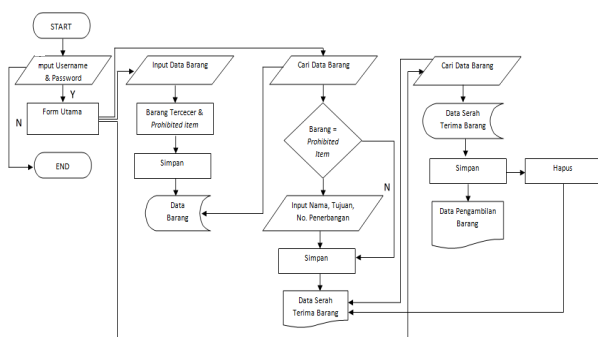 START
nput Username
& Password
Y
N
Form Utama
END
Input Data Barang
Barang Tercecer &
Prohibited Item
Simpan
Data
Barang
Cari Data Barang
Barang =
Prohibited
Item
N
Input Nama, Tujuan,
No. Penerbangan
Simpan
Data Serah
Terima Barang
Cari Data Barang
Data Serah
Terima Barang
Simpan
Hapus
Data Pengambilan
Barang